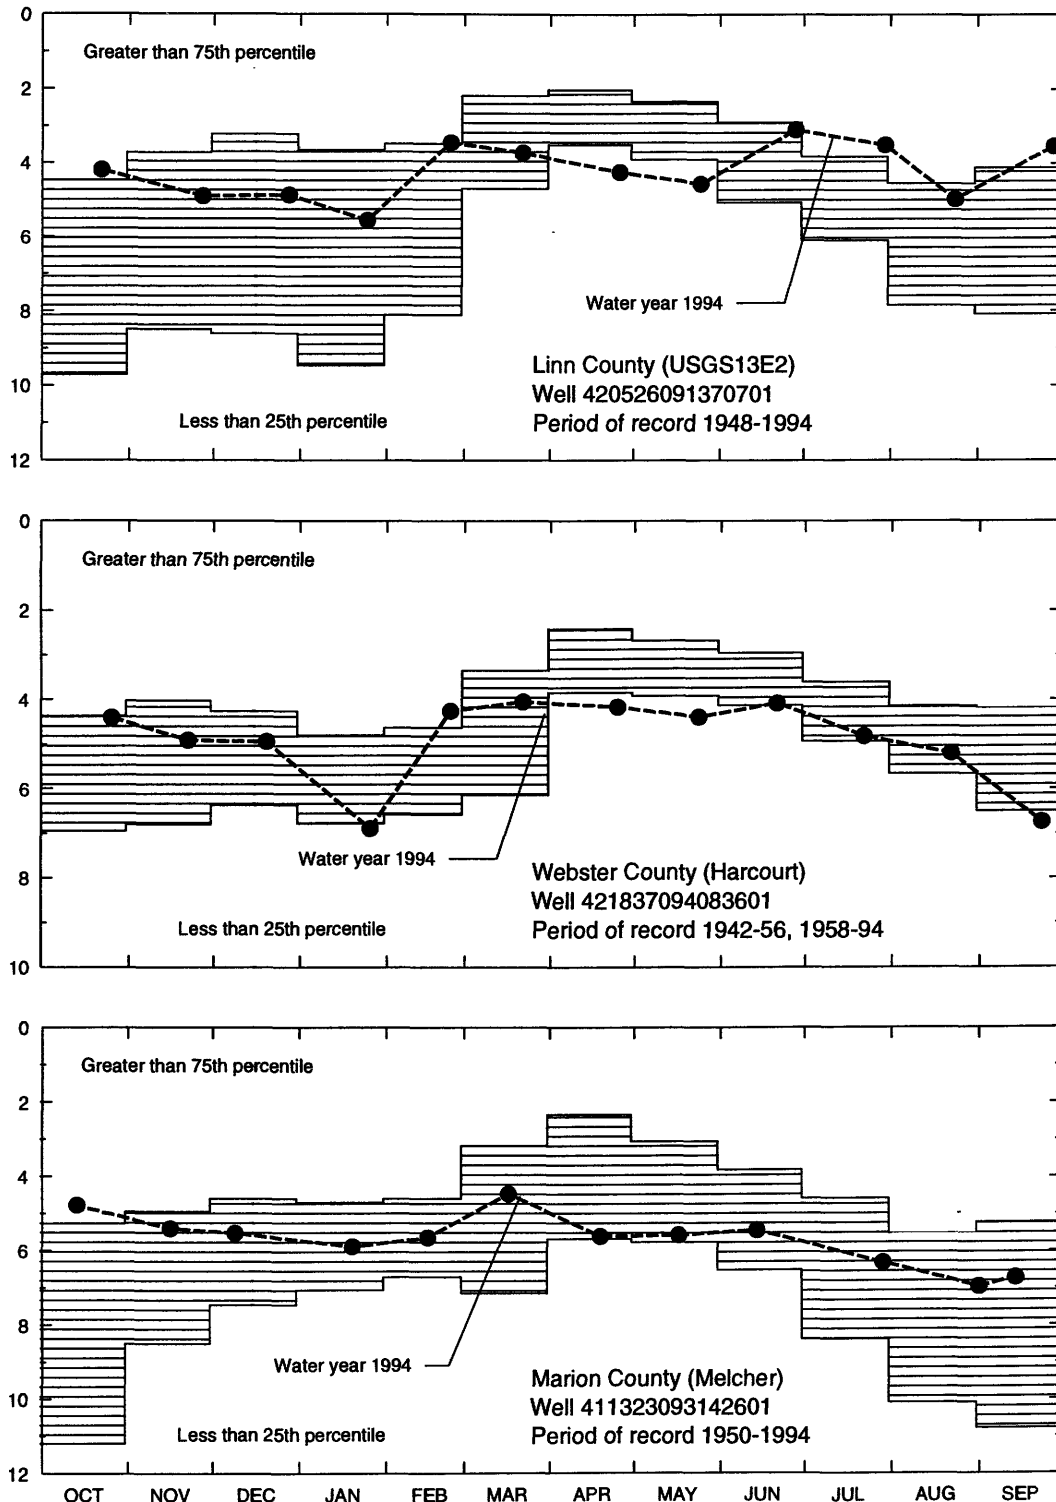 0
Greater than 75th percentile
2
4
6
Water year 1994
8
Linn County (USGS13E2)
10
Well 420526091370701
Less than 25th percentile
Period of record 1948-1994
12
0
Greater than 75th percentile
2
4
6
Water year 1994
8
Webster County (Harcourt)
Well 421837094083601
Less than 25th percentile
Period of record 1942-56, 1958-94
10
0
Greater than 75th percentile
2
4
6
8
Water year 1994
Marion County (Melcher)
10
Well 411323093142601
Less than 25th percentile
Period of record 1950-1994
12
OCT NOV DEC JAN FEB MAR APR MAY JUN JUL AUG SEP